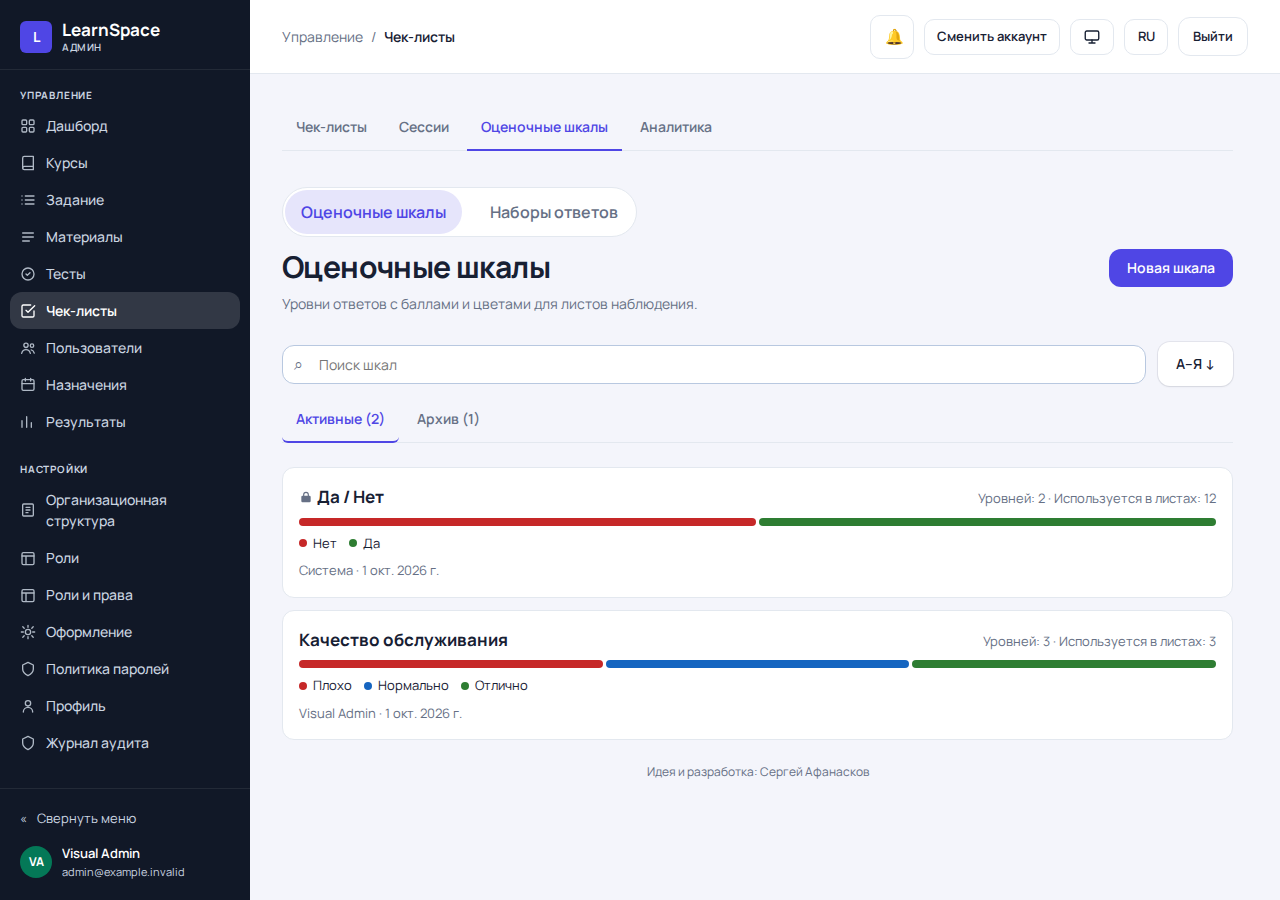 L
LearnSpace
АДМИН
УПРАВЛЕНИЕ
Дашборд
Курсы
Задание
Материалы
Тесты
Чек-листы
Пользователи
Назначения
Результаты
НАСТРОЙКИ
Организационная
структура
Роли
Роли и права
Оформление
Политика паролей
Профиль
Журнал аудита
« Свернуть меню
VA
Visual Admin
admin@example.invalid
Управление / Чек-листы
Сменить аккаунт
RU
Выйти
Чек-листы Сессии Оценочные шкалы Аналитика
Оценочные шкалы Наборы ответов
Оценочные шкалы
Новая шкала
Уровни ответов с баллами и цветами для листов наблюдения.
Поиск шкал
А–Я ↓
Активные (2) Архив (1)
Да / Нет
Уровней: 2 · Используется в листах: 12
Нет Да
Система · 1 окт. 2026 г.
Качество обслуживания
Уровней: 3 · Используется в листах: 3
Плохо Нормально Отлично
Visual Admin · 1 окт. 2026 г.
Идея и разработка: Сергей Афанасков